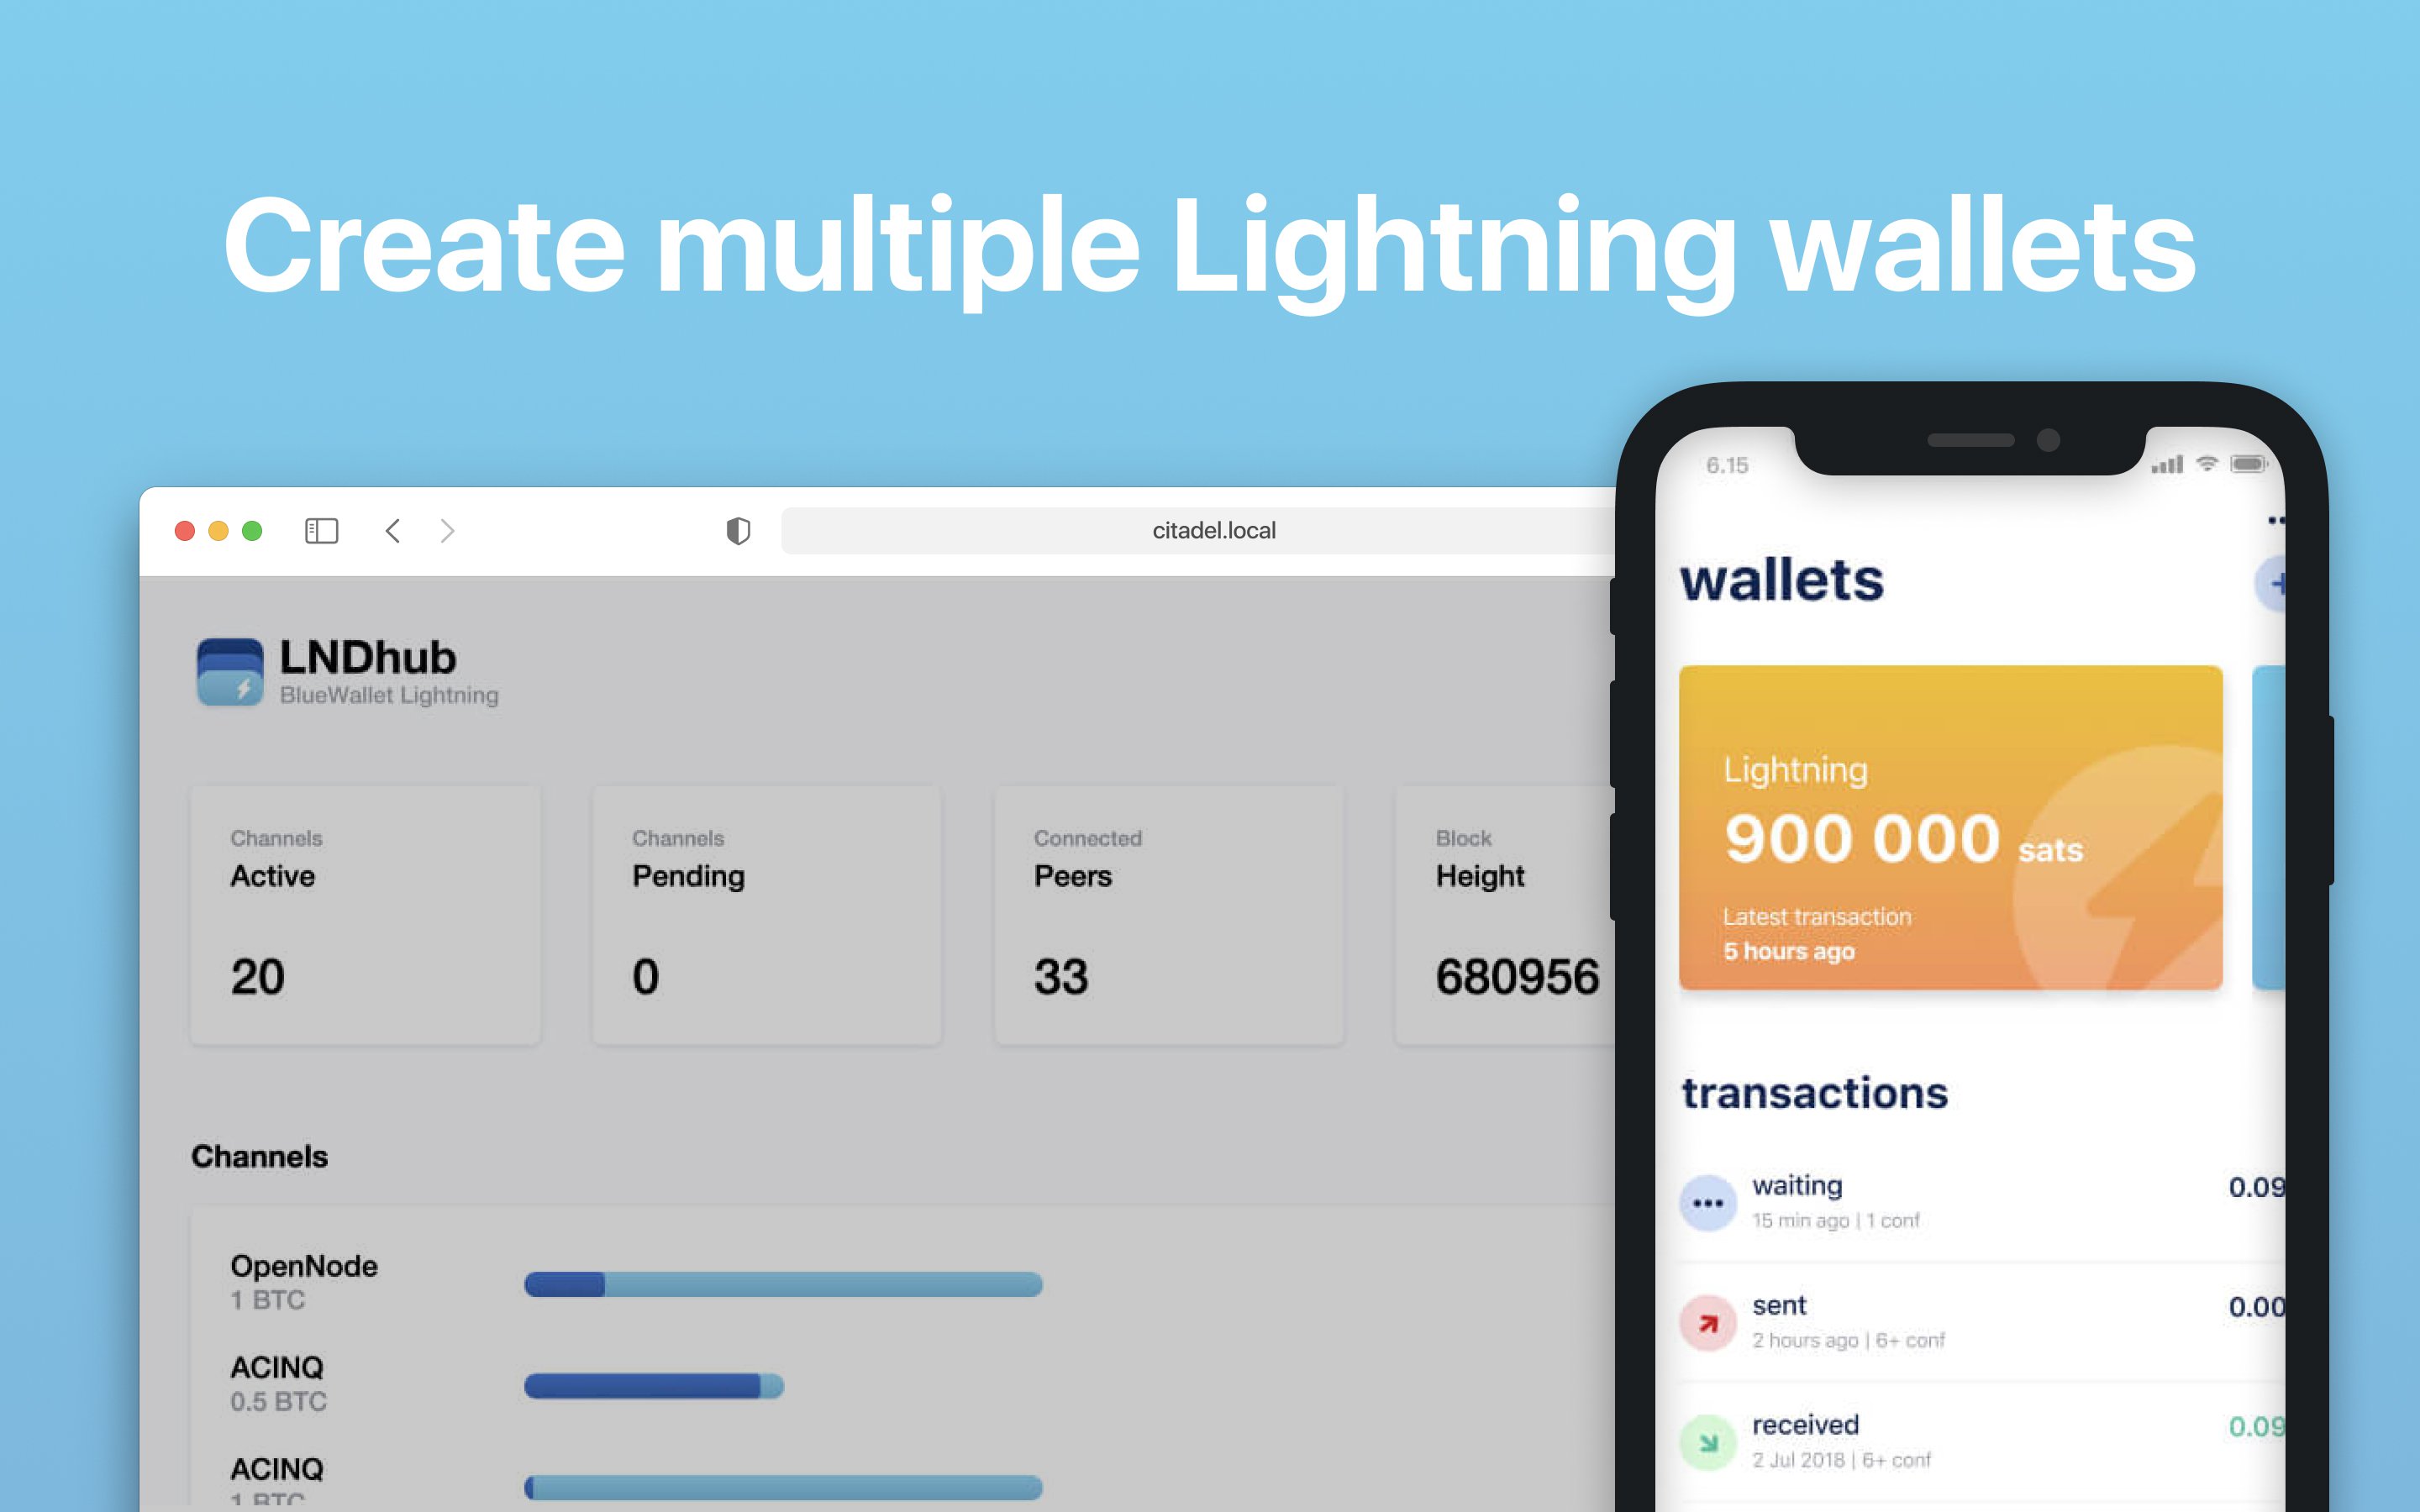 Create multiple Lightning wallets
citadel.local
LNDhub
BlueWallet Lightning
Channels
Active
20
Channels
Pending
0
Connected
Peers
33
Block
Height
680956
Channels
OpenNode
1 BTC
ACINQ
0.5 BTC
ACINQ
1 BTC
6.15
wallets
Lightning
900 000 sats
Latest transaction
5 hours ago
transactions
waiting
0.09
15 min ago | 1 conf
sent
0.00
2 hours ago | 6+ conf
received
0.09
2 Jul 2018 | 6+ conf